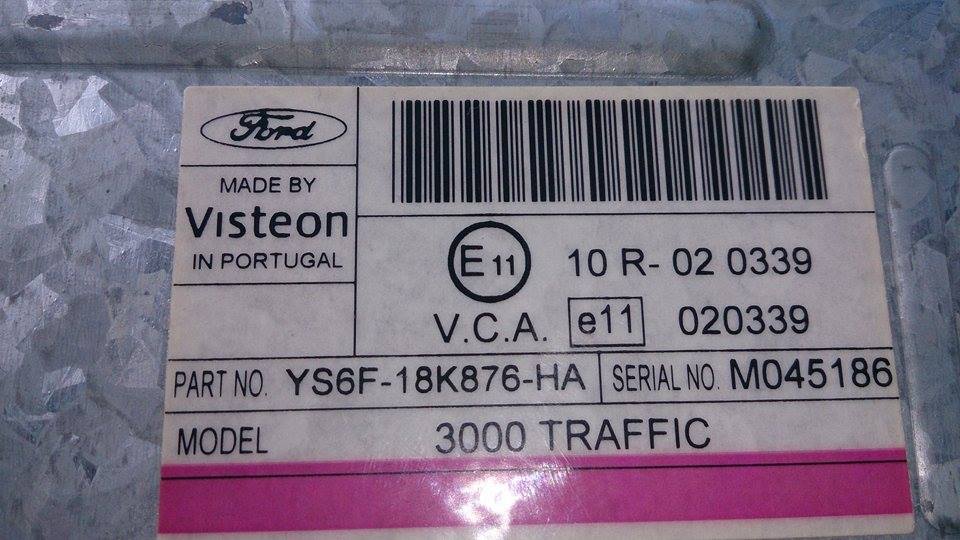 Ford
MADE BY
Visteon
IN PORTUGAL
E 11 10 R- 02 0339
V.C.A. e11 020339
PART NO. YS6F-18K876-HA SERIAL NO. M045186
MODEL 3000 TRAFFIC